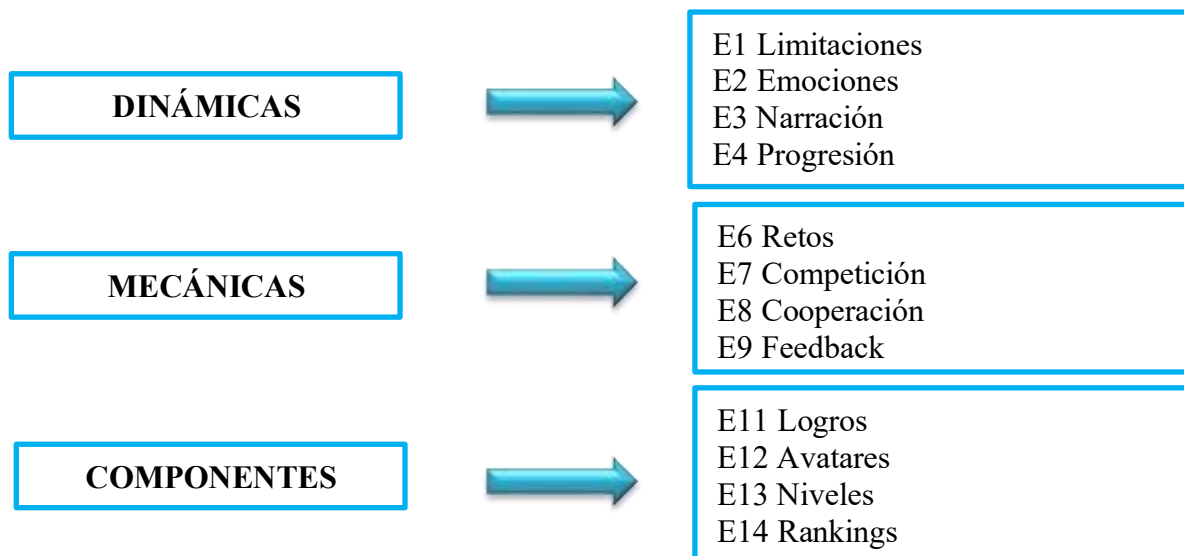 DINÁMICAS
E1 Limitaciones
E2 Emociones
E3 Narración
E4 Progresión
MECÁNICAS
E6 Retos
E7 Competición
E8 Cooperación
E9 Feedback
COMPONENTES
E11 Logros
E12 Avatares
E13 Niveles
E14 Rankings